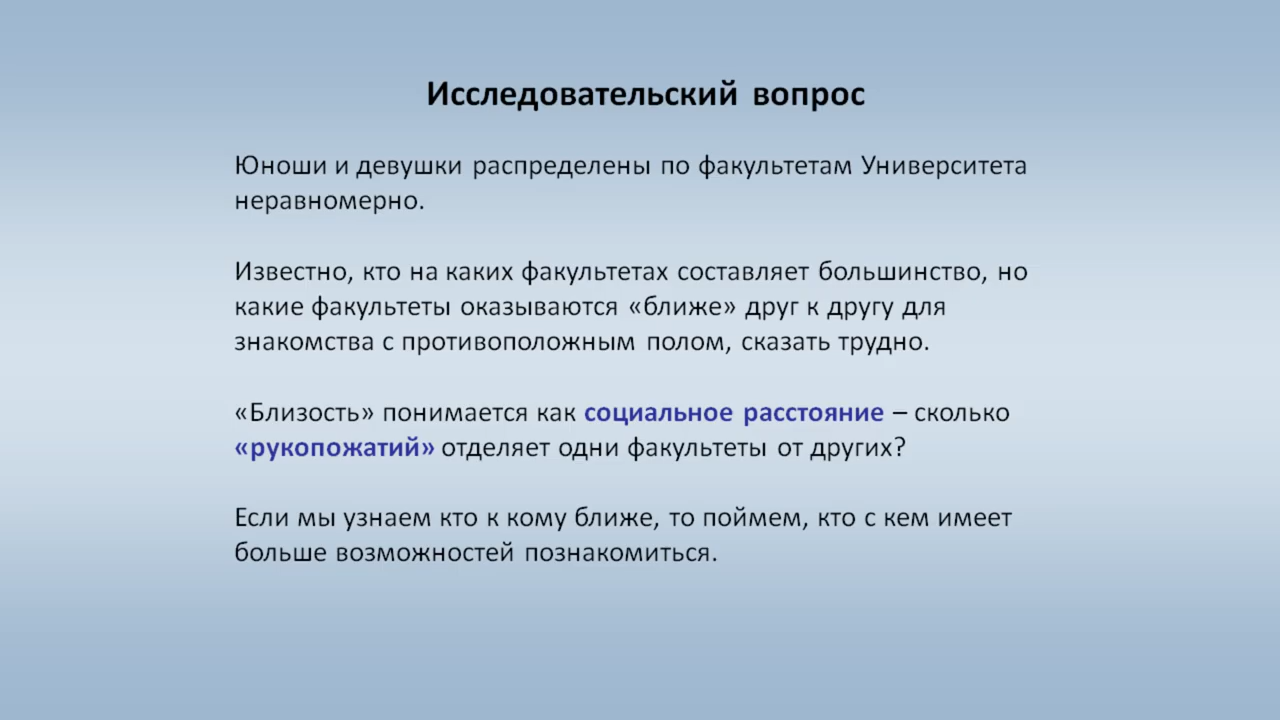 Исследовательский вопрос
Юноши и девушки распределены по факультетам Университета
неравномерно.
Известно, кто на каких факультетах составляет большинство, но
какие факультеты оказываются «ближе» друг к другу для
знакомства с противоположным полом, сказать трудно.
«Близость» понимается как социальное расстояние – сколько
«рукопожатий» отделяет одни факультеты от других?
Если мы узнаем кто к кому ближе, то поймем, кто с кем имеет
больше возможностей познакомиться.